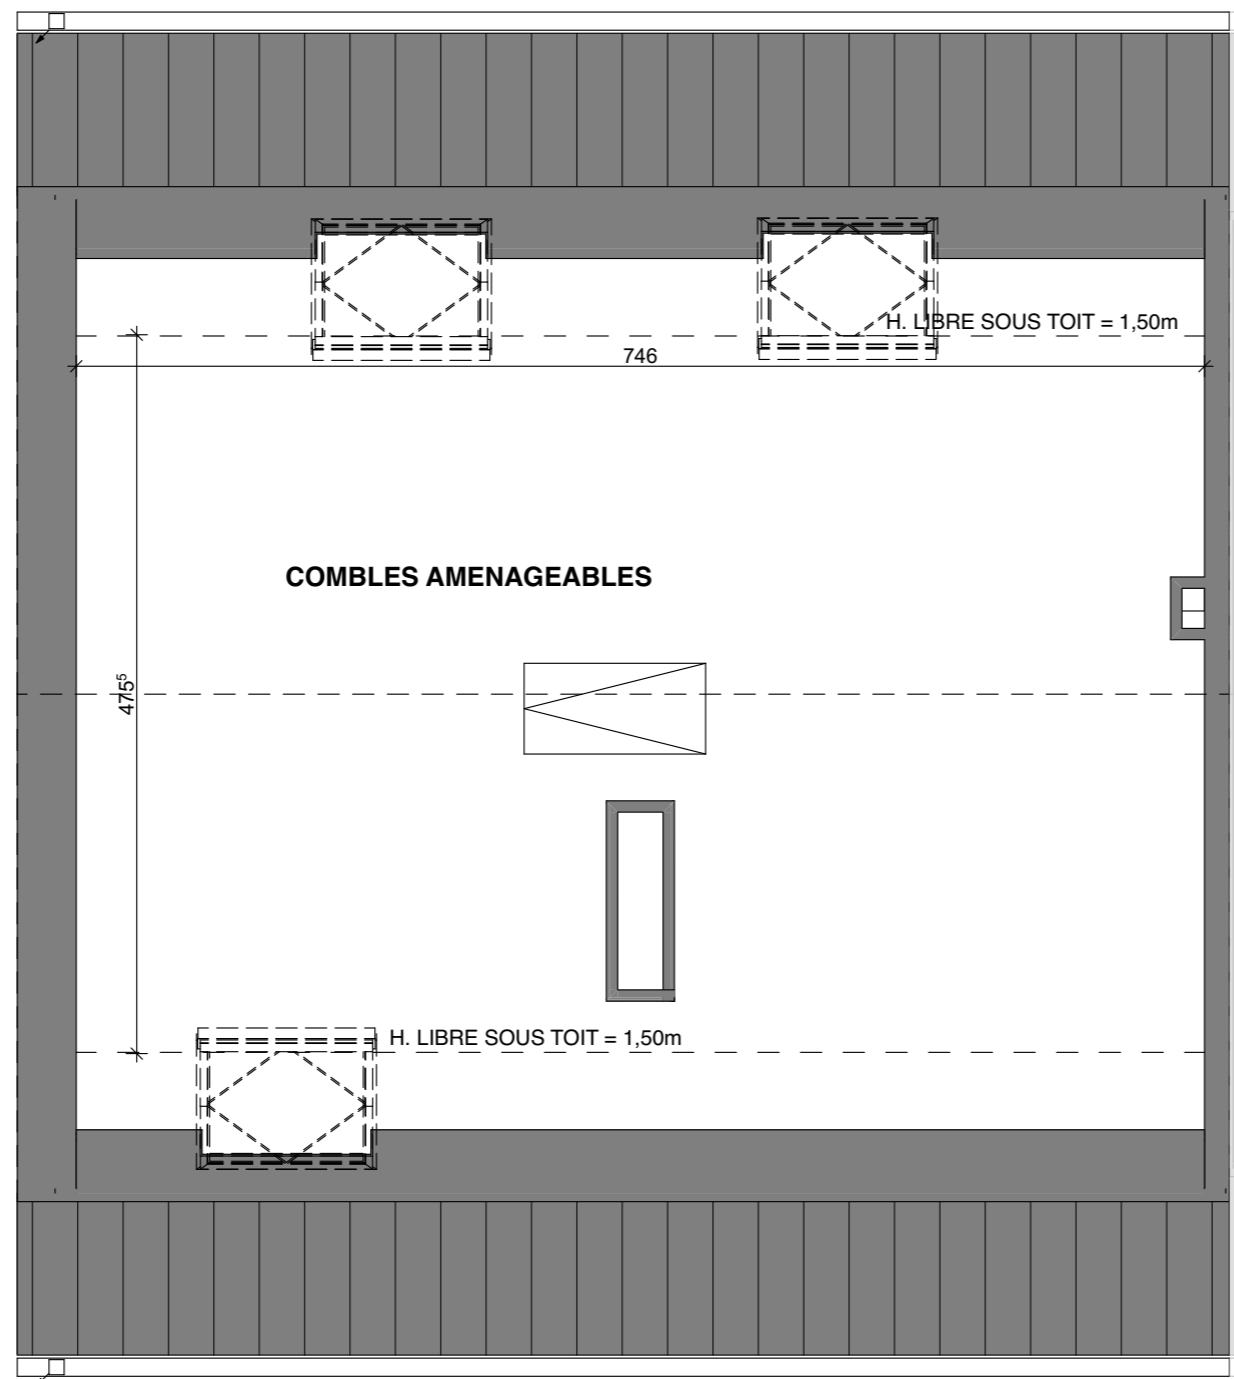 H. LIBRE SOUS TOIT = 1,50m
746
COMBLES AMENAGEABLES
475⁵
H. LIBRE SOUS TOIT = 1,50m